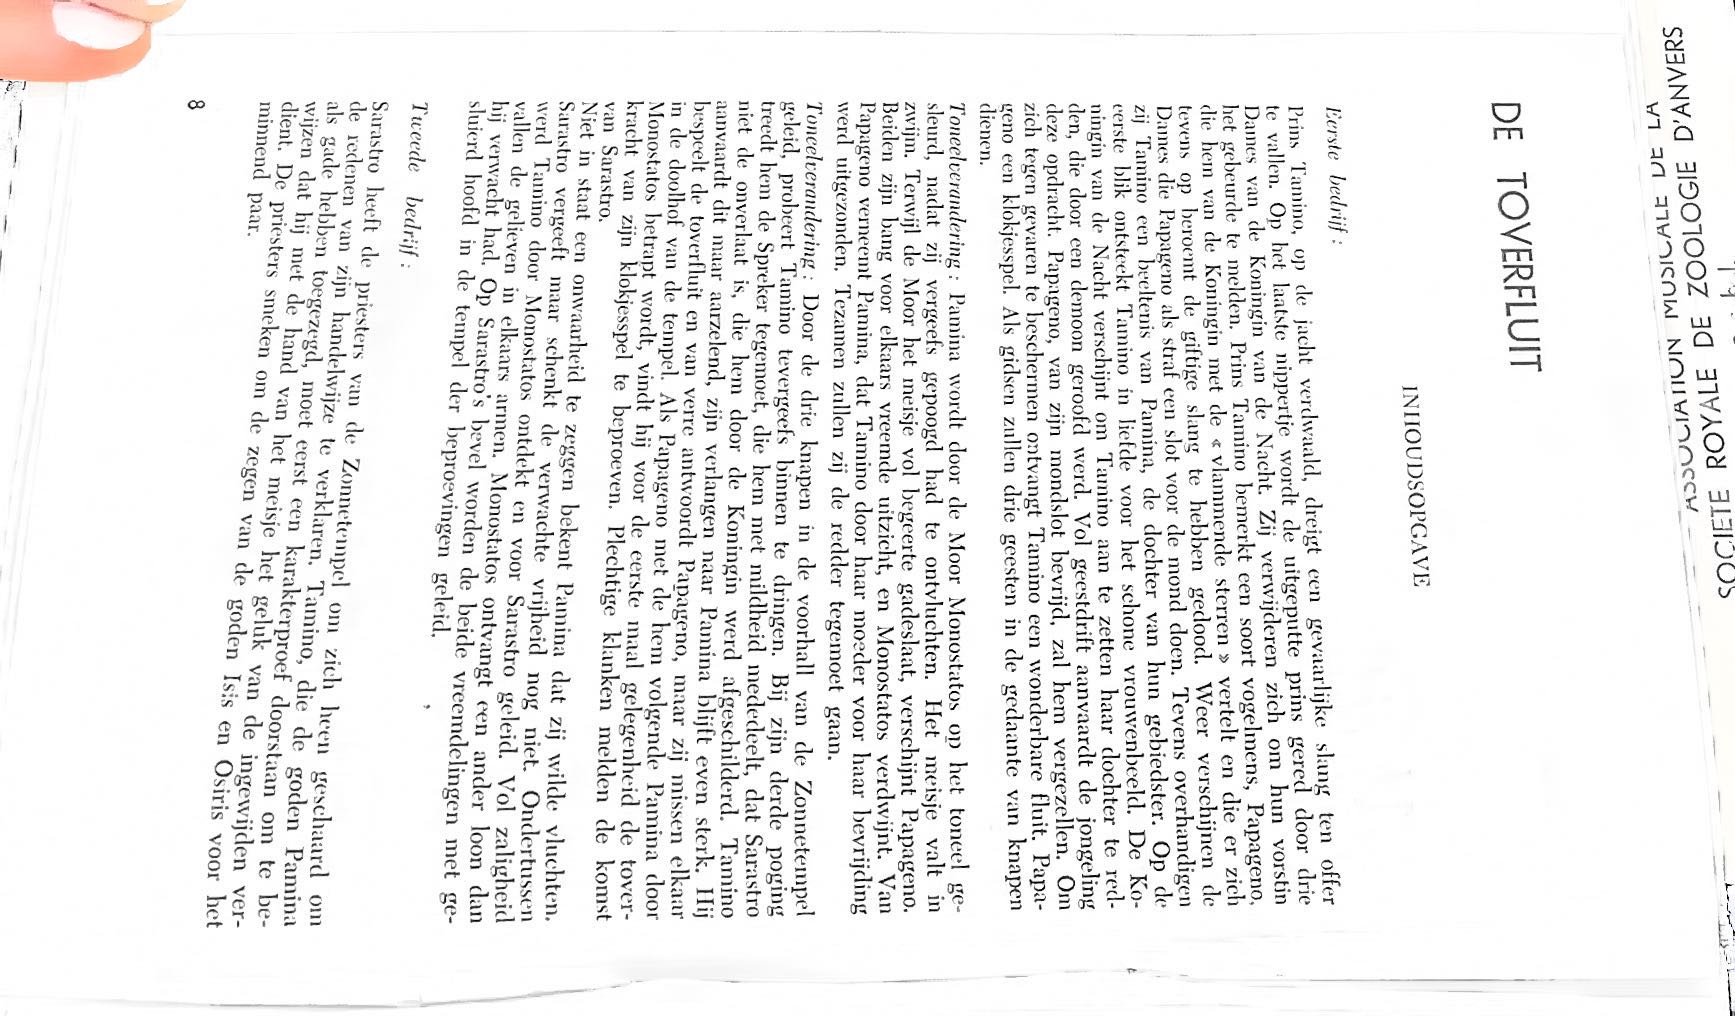 SOCIETE ROYALE DE ZOOLOGIE D'ANVERS
ASSOCIATION MUSICALE DE LA
DE TOVERFLUIT
INHOUDSOPGAVE
Eerste bedrijf :
Prins Tamino, op de jacht verdwaald, dreigt een gevaarlijke slang ten offer
te vallen. Op het laatste nippertje wordt de uitgeputte prins gered door drie
Dames van de Koningin van de Nacht. Zij verwijderen zich om hun vorstin
het gebeurde te melden. Prins Tamino bemerkt een soort vogelmens, Papageno,
die hem van de Koningin met de « vlammende sterren » vertelt en die er zich
tevens op beroemt de giftige slang te hebben gedood. Weer verschijnen de
Dames die Papageno als straf een slot voor de mond doen. Tevens overhandigen
zij Tamino een beeltenis van Pamina, de dochter van hun gebiedster. Op de
eerste blik ontsteekt Tamino in liefde voor het schone vrouwenbeeld. De Ko-
ningin van de Nacht verschijnt om Tamino aan te zetten haar dochter te red-
den, die door een demoon geroofd werd. Vol geestdrift aanvaardt de jongeling
deze opdracht. Papageno, van zijn mondslot bevrijd, zal hem vergezellen. Om
zich tegen gevaren te beschermen ontvangt Tamino een wonderbare fluit, Papa-
geno een klokjesspel. Als gidsen zullen drie geesten in de gedaante van knapen
dienen.
Toneelverandering : Pamina wordt door de Moor Monostatos op het toneel ge-
sleurd, nadat zij vergeefs gepoogd had te ontvluchten. Het meisje valt in
zwijm. Terwijl de Moor het meisje vol begeerte gadeslaat, verschijnt Papageno.
Beiden zijn bang voor elkaars vreemde uitzicht, en Monostatos verdwijnt. Van
Papageno verneemt Pamina, dat Tamino door haar moeder voor haar bevrijding
werd uitgezonden. Tezamen zullen zij de redder tegemoet gaan.
Toneelverandering : Door de drie knapen in de voorhall van de Zonnetempel
geleid, probeert Tamino tevergeefs binnen te dringen. Bij zijn derde poging
treedt hem de Spreker tegemoet, die hem met mildheid mededeelt, dat Sarastro
niet de onverlaat is, die hem door de Koningin werd afgeschilderd. Tamino
aanvaardt dit maar aarzelend, zijn verlangen naar Pamina blijft even sterk. Hij
bespeelt de toverfluit en van verre antwoordt Papageno, maar zij missen elkaar
in de doolhof van de tempel. Als Papageno met de hem volgende Pamina door
Monostatos betrapt wordt, vindt hij voor de eerste maal gelegenheid de tover-
kracht van zijn klokjesspel te beproeven. Plechtige klanken melden de komst
van Sarastro.
Niet in staat een onwaarheid te zeggen bekent Pamina dat zij wilde vluchten.
Sarastro vergeeft maar schenkt de verwachte vrijheid nog niet. Ondertussen
werd Tamino door Monostatos ontdekt en voor Sarastro geleid. Vol zaligheid
vallen de gelieven in elkaars armen. Monostatos ontvangt een ander loon dan
hij verwacht had. Op Sarastro's bevel worden de beide vreemdelingen met ge-
sluierd hoofd in de tempel der beproevingen geleid.
Tweede bedrijf :
Sarastro heeft de priesters van de Zonnetempel om zich heen geschaard om
de redenen van zijn handelwijze te verklaren. Tamino, die de goden Pamina
als gade hebben toegezegd, moet eerst een karakterproef doorstaan om te be-
wijzen dat hij met de hand van het meisje het geluk van de ingewijden ver-
dient. De priesters smeken om de zegen van de goden Isis en Osiris voor het
minnend paar.
8